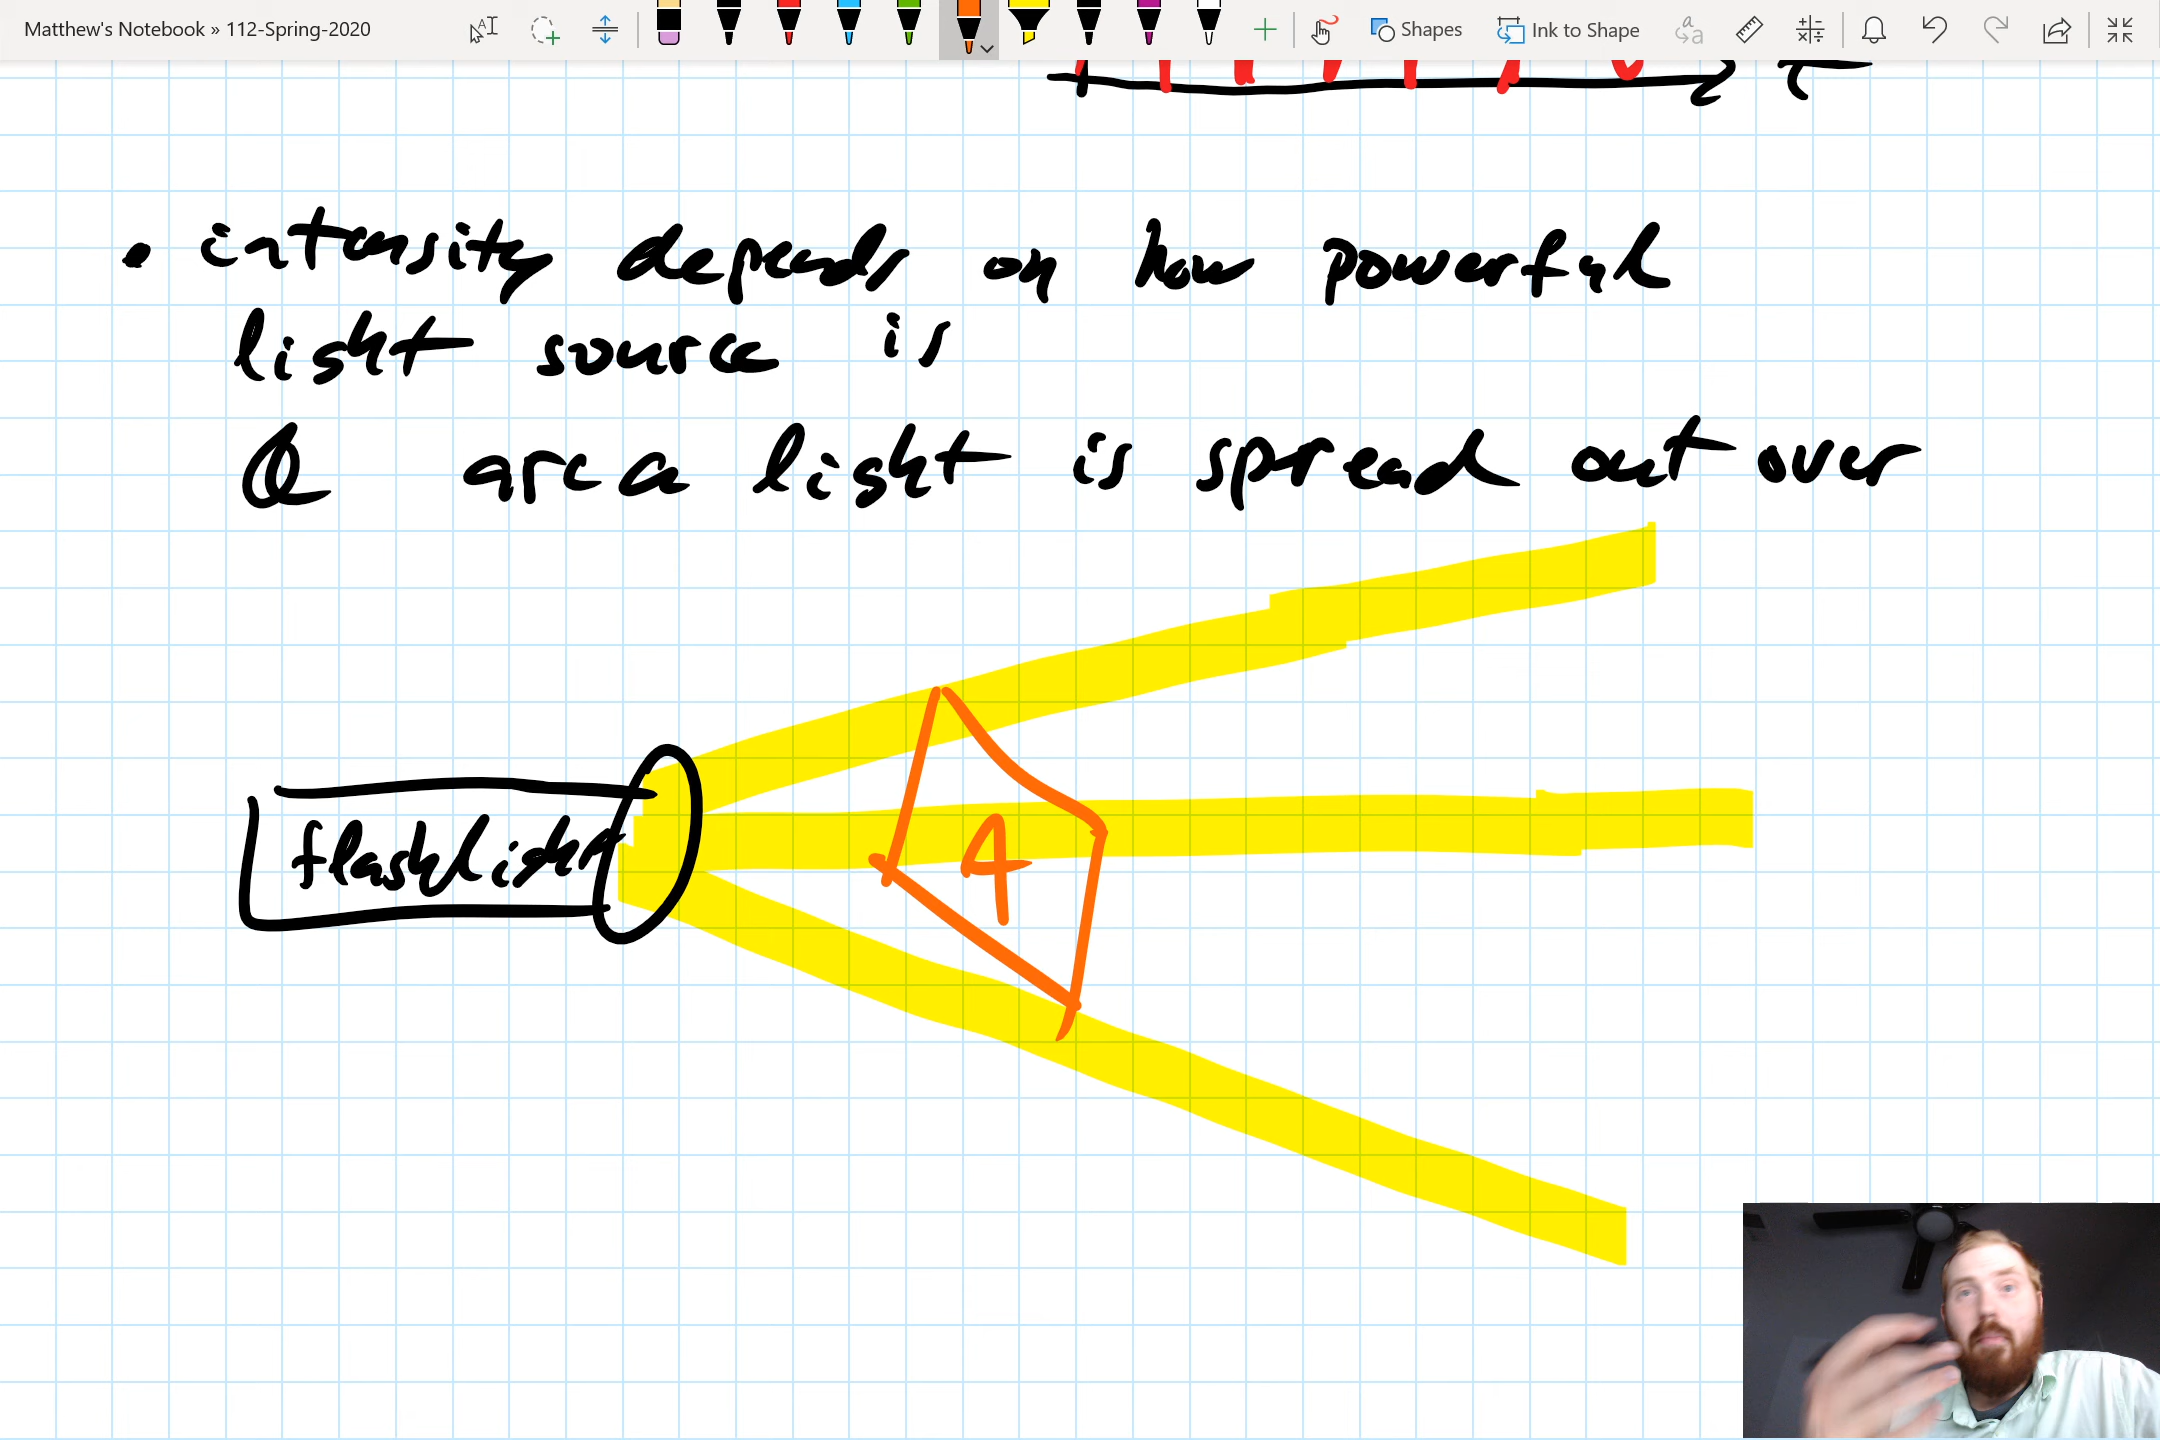 Matthew's Notebook » 112-Spring-2020
Shapes
Ink to Shape
• intensity depends on how powerful
light source is
& area light is spread out over
flashlight
4